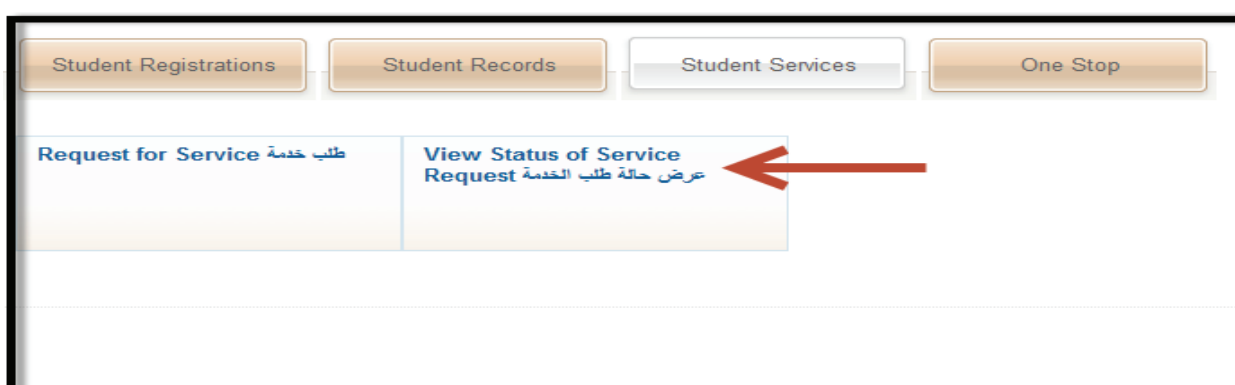 Student Registrations
Student Records
Student Services
One Stop
Request for Service طلب خدمة
View Status of Service
Request عرض حالة طلب الخدمة